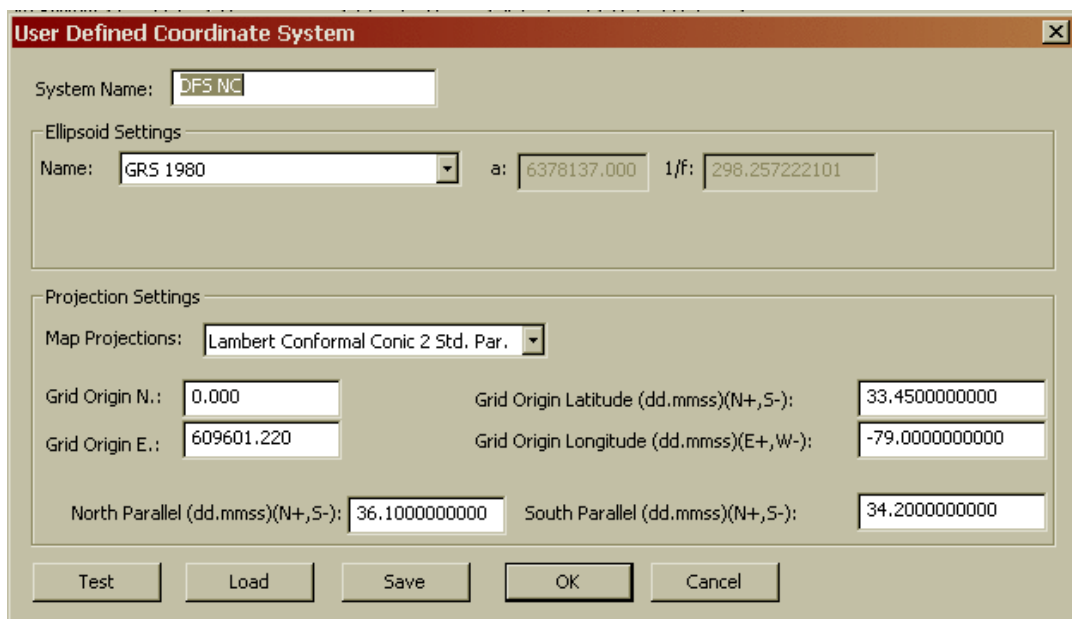 User Defined Coordinate System
System Name: DFS NC
Ellipsoid Settings
Name: GRS 1980 a: 6378137.000 1/f: 298.257222101
Projection Settings
Map Projections: Lambert Conformal Conic 2 Std. Par.
Grid Origin N.: 0.000 Grid Origin Latitude (dd.mmss)(N+,S-): 33.4500000000
Grid Origin E.: 609601.220 Grid Origin Longitude (dd.mmss)(E+,W-): -79.0000000000
North Parallel (dd.mmss)(N+,S-): 36.1000000000 South Parallel (dd.mmss)(N+,S-): 34.2000000000
Test Load Save OK Cancel